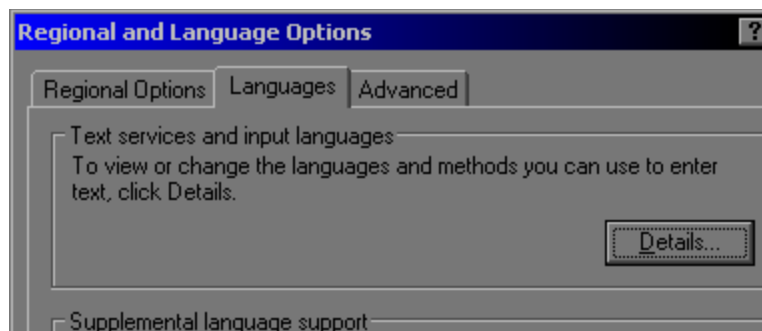 Regional and Language Options
?
Regional Options Languages Advanced
Text services and input languages
To view or change the languages and methods you can use to enter
text, click Details.
Details...
Supplemental language support